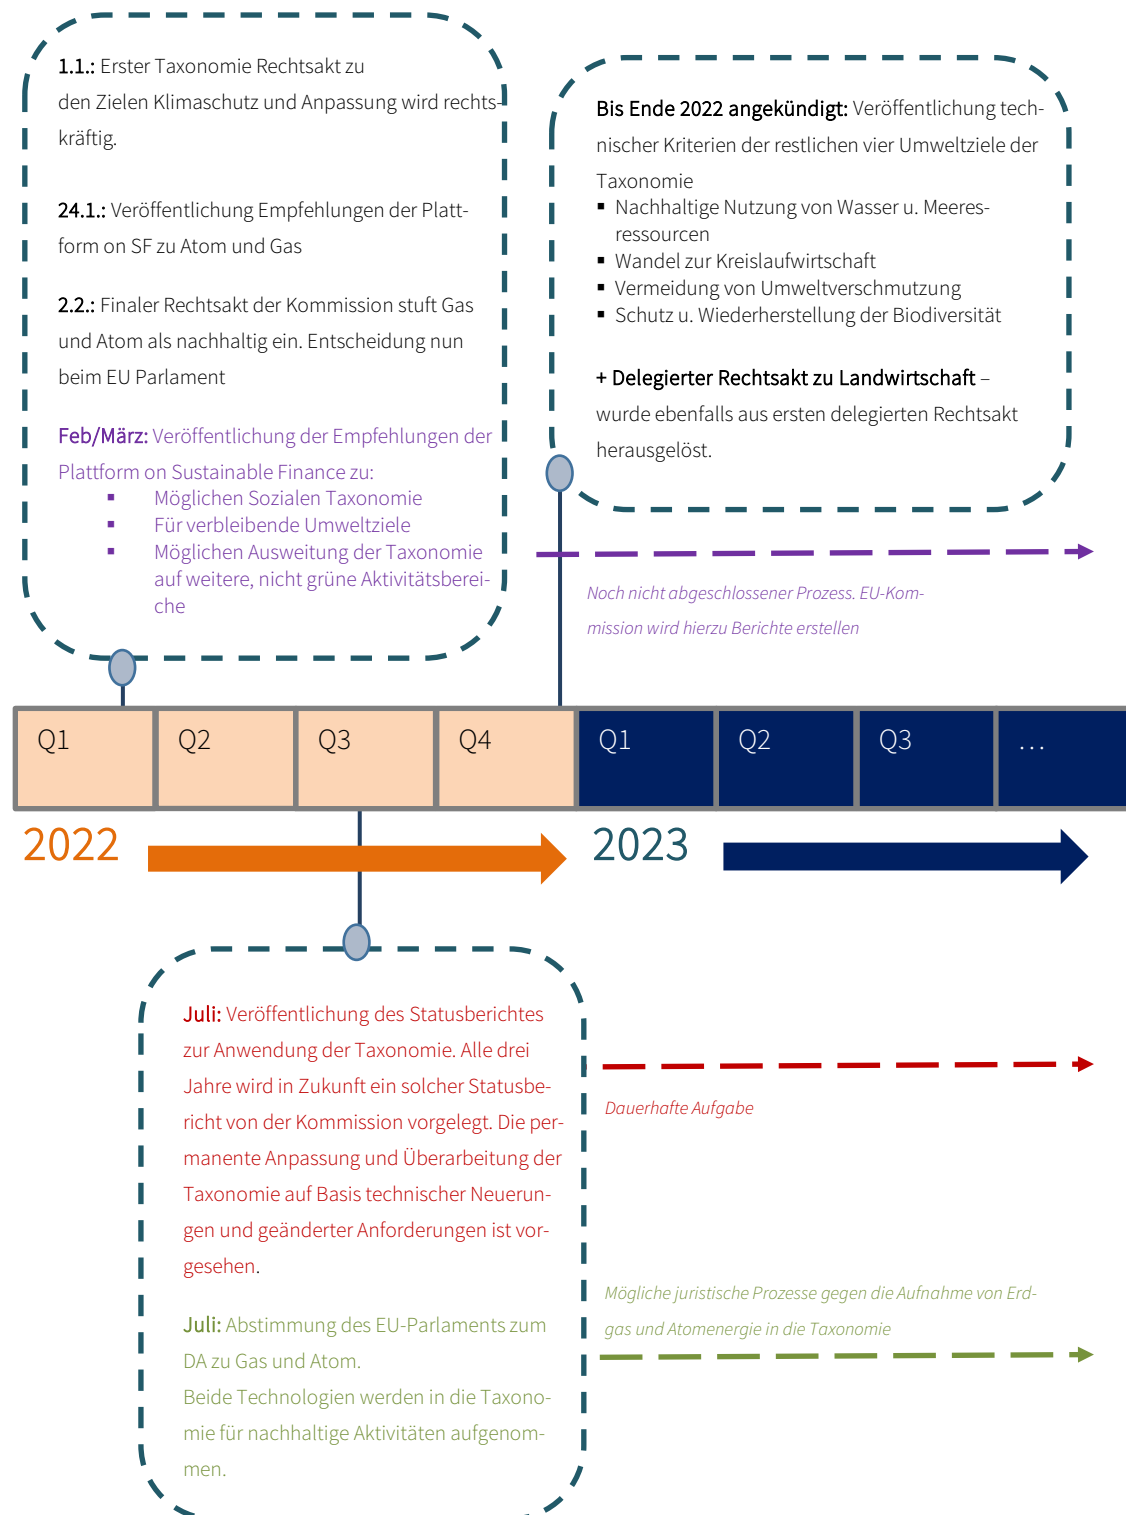 1.1.: Erster Taxonomie Rechtsakt zu
den Zielen Klimaschutz und Anpassung wird rechts-
kräftig.
24.1.: Veröffentlichung Empfehlungen der Platt-
form on SF zu Atom und Gas
2.2.: Finaler Rechtsakt der Kommission stuft Gas
und Atom als nachhaltig ein. Entscheidung nun
beim EU Parlament
Feb/März: Veröffentlichung der Empfehlungen der
Plattform on Sustainable Finance zu:
▪ Möglichen Sozialen Taxonomie
▪ Für verbleibende Umweltziele
▪ Möglichen Ausweitung der Taxonomie
auf weitere, nicht grüne Aktivitätsberei-
che
Bis Ende 2022 angekündigt: Veröffentlichung tech-
nischer Kriterien der restlichen vier Umweltziele der
Taxonomie
▪ Nachhaltige Nutzung von Wasser u. Meeres-
ressourcen
▪ Wandel zur Kreislaufwirtschaft
▪ Vermeidung von Umweltverschmutzung
▪ Schutz u. Wiederherstellung der Biodiversität
+ Delegierter Rechtsakt zu Landwirtschaft –
wurde ebenfalls aus ersten delegierten Rechtsakt
herausgelöst.
Noch nicht abgeschlossener Prozess. EU-Kom-
mission wird hierzu Berichte erstellen
Q1 Q2 Q3 Q4 Q1 Q2 Q3 …
2022 2023
Juli: Veröffentlichung des Statusberichtes
zur Anwendung der Taxonomie. Alle drei
Jahre wird in Zukunft ein solcher Statusbe-
richt von der Kommission vorgelegt. Die per-
manente Anpassung und Überarbeitung der
Taxonomie auf Basis technischer Neuerun-
gen und geänderter Anforderungen ist vor-
gesehen.
Dauerhafte Aufgabe
Juli: Abstimmung des EU-Parlaments zum
DA zu Gas und Atom.
Beide Technologien werden in die Taxono-
mie für nachhaltige Aktivitäten aufgenom-
men.
Mögliche juristische Prozesse gegen die Aufnahme von Erd-
gas und Atomenergie in die Taxonomie